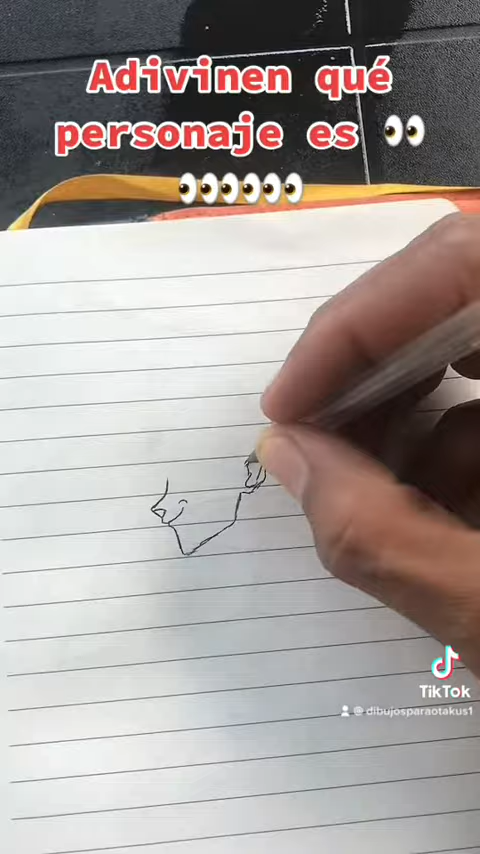 Adivinen qué
personaje es 👀
👀👀👀
TikTok
@dibujosparaotakus1